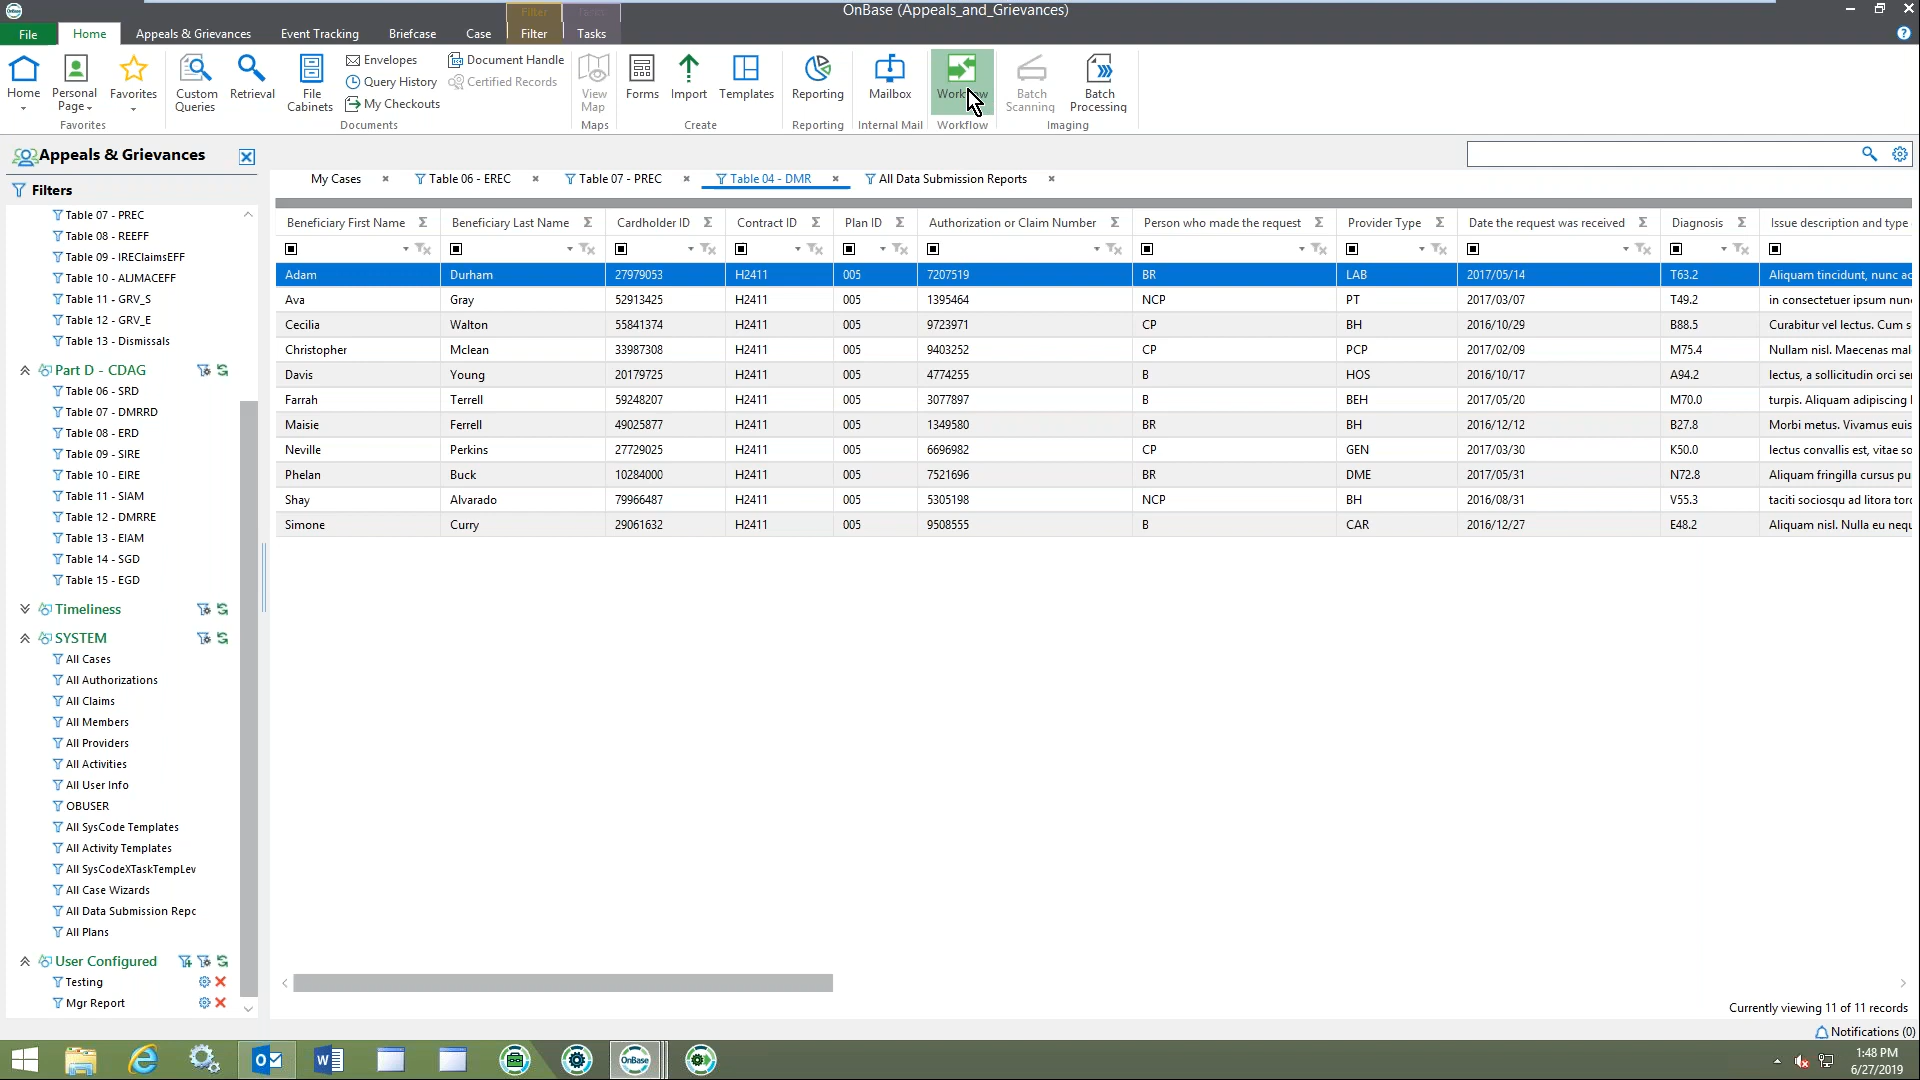 OnBase (Appeals_and_Grievances)
Filter
File
Home
Appeals & Grievances
Event Tracking
Briefcase
Case
Filter
Tasks
Home
Personal Page
Favorites
Favorites
Custom Queries
Retrieval
File Cabinets
Envelopes
Query History
My Checkouts
Document Handle
Certified Records
Documents
View Map
Maps
Forms
Import
Templates
Create
Reporting
Reporting
Mailbox
Internal Mail
Workflow
Workflow
Batch Scanning
Batch Processing
Imaging
Appeals & Grievances
Filters
Table 07 - PREC
Table 08 - REEFF
Table 09 - IREClaimsEFF
Table 10 - ALJMACEFF
Table 11 - GRV_S
Table 12 - GRV_E
Table 13 - Dismissals
Part D - CDAG
Table 06 - SRD
Table 07 - DMRRD
Table 08 - ERD
Table 09 - SIRE
Table 10 - EIRE
Table 11 - SIAM
Table 12 - DMRRE
Table 13 - EIAM
Table 14 - SGD
Table 15 - EGD
Timeliness
SYSTEM
All Cases
All Authorizations
All Claims
All Members
All Providers
All Activities
All User Info
OBUSER
All SysCode Templates
All Activity Templates
All SysCodeXTaskTempLev
All Case Wizards
All Data Submission Repc
All Plans
User Configured
Testing
Mgr Report
My Cases
Table 06 - EREC
Table 07 - PREC
Table 04 - DMR
All Data Submission Reports
Beneficiary First Name Σ Beneficiary Last Name Σ Cardholder ID Σ Contract ID Σ Plan ID Σ Authorization or Claim Number Σ Person who made the request Σ Provider Type Σ Date the request was received Σ Diagnosis Σ Issue description and type
Adam Durham 27979053 H2411 005 7207519 BR LAB 2017/05/14 T63.2 Aliquam tincidunt, nunc ac
Ava Gray 52913425 H2411 005 1395464 NCP PT 2017/03/07 T49.2 in consectetuer ipsum nun
Cecilia Walton 55841374 H2411 005 9723971 CP BH 2016/10/29 B88.5 Curabitur vel lectus. Cum s
Christopher Mclean 33987308 H2411 005 9403252 CP PCP 2017/02/09 M75.4 Nullam nisl. Maecenas mal
Davis Young 20179725 H2411 005 4774255 B HOS 2016/10/17 A94.2 lectus, a sollicitudin orci se
Farrah Terrell 59248207 H2411 005 3077897 B BEH 2017/05/20 M70.0 turpis. Aliquam adipiscing
Maisie Ferrell 49025877 H2411 005 1349580 BR BH 2016/12/12 B27.8 Morbi metus. Vivamus euis
Neville Perkins 27729025 H2411 005 6696982 CP GEN 2017/03/30 K50.0 lectus convallis est, vitae so
Phelan Buck 10284000 H2411 005 7521696 BR DME 2017/05/31 N72.8 Aliquam fringilla cursus pu
Shay Alvarado 79966487 H2411 005 5305198 NCP BH 2016/08/31 V55.3 taciti sociosqu ad litora tor
Simone Curry 29061632 H2411 005 9508555 B CAR 2016/12/27 E48.2 Aliquam nisl. Nulla eu nequ
Currently viewing 11 of 11 records
Notifications (0)
OnBase
1:48 PM
6/27/2019